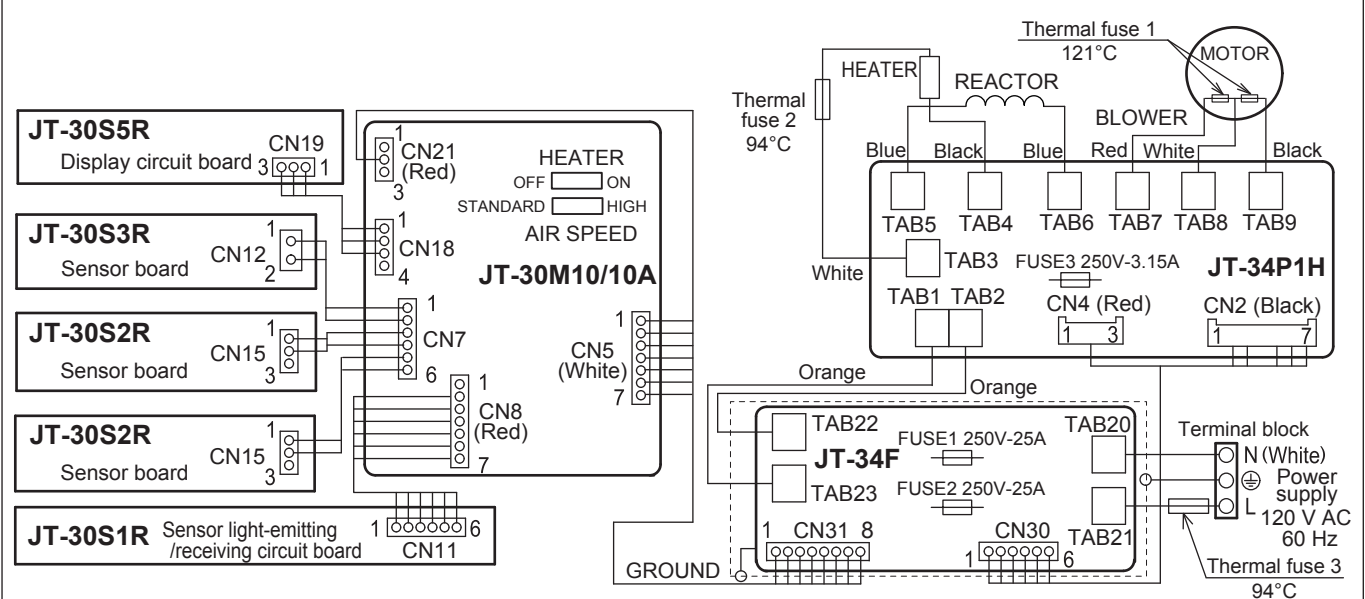 JT-30S5R
Display circuit board
CN19
3 1
JT-30S3R
Sensor board
CN12
1
2
JT-30S2R
Sensor board
CN15
1
3
JT-30S2R
Sensor board
CN15
1
3
JT-30S1R
Sensor light-emitting
/receiving circuit board
1 6
CN11
1
CN21
(Red)
3
HEATER
OFF ON
STANDARD HIGH
AIR SPEED
1
CN18
4
JT-30M10/10A
1
CN7
6
1
CN5
(White)
7
1
CN8
(Red)
7
Thermal fuse 1
121°C
MOTOR
HEATER
REACTOR
Thermal
fuse 2
94°C
BLOWER
Blue Black Blue Red White Black
TAB5 TAB4 TAB6 TAB7 TAB8 TAB9
White
TAB3
FUSE3 250V-3.15A
JT-34P1H
TAB1 TAB2
CN4 (Red)
1 3
CN2 (Black)
1 7
Orange
Orange
TAB22
FUSE1 250V-25A
TAB20
JT-34F
TAB23
FUSE2 250V-25A
TAB21
1 CN31 8
CN30
1 6
GROUND
Terminal block
N (White)
Power
supply
L
120 V AC
60 Hz
Thermal fuse 3
94°C